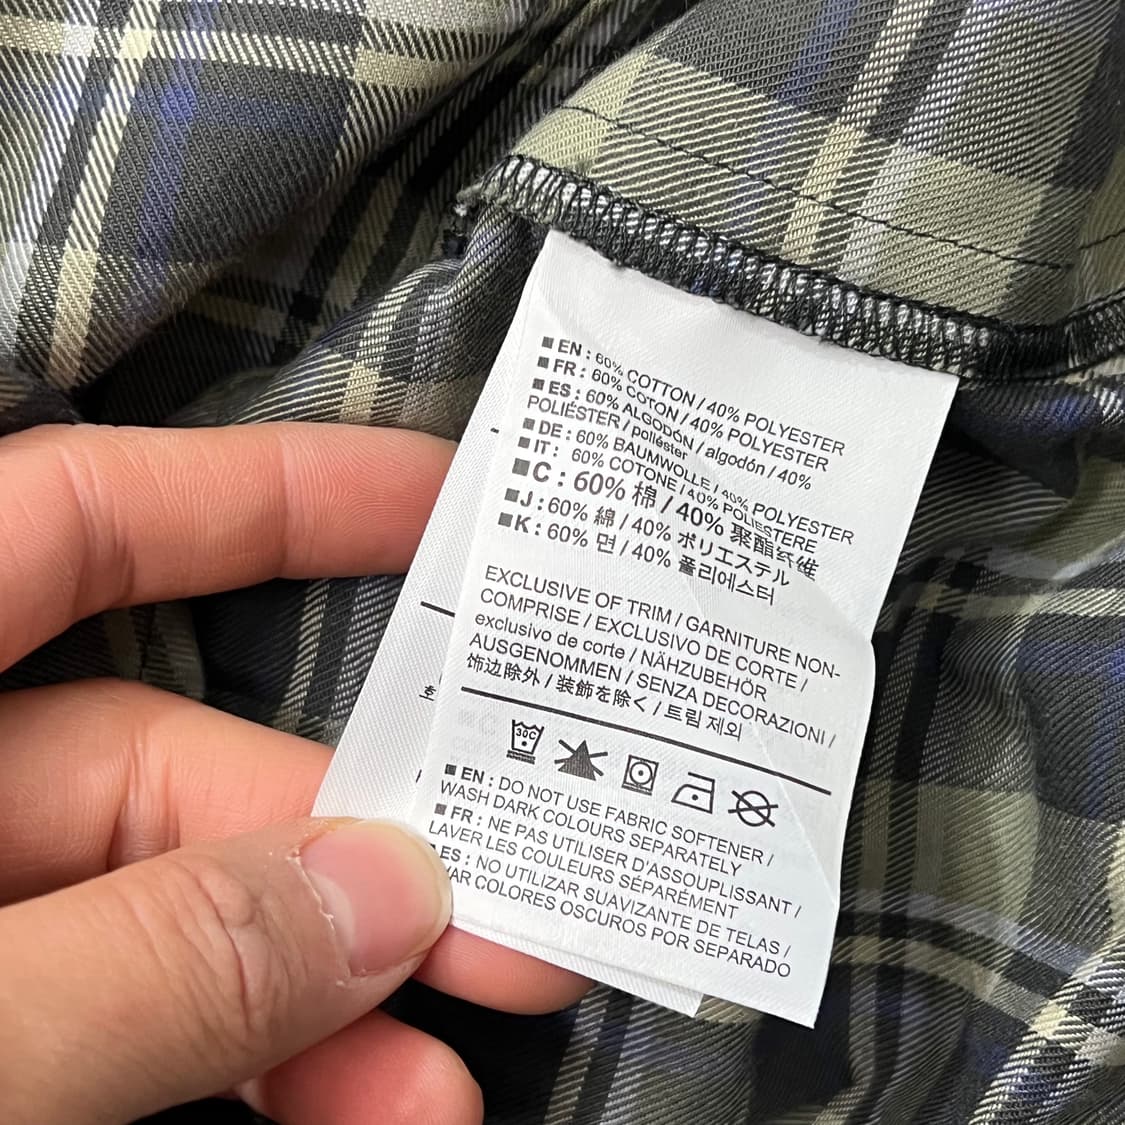 ■ EN : 60% COTTON / 40% POLYESTER
■ FR : 60% COTON / 40% POLYESTER
■ ES : 60% ALGODÓN / algodón / 40%
POLIÉSTER / poliéster
■ DE : 60% BAUMWOLLE / 40% POLYESTER
■ IT : 60% COTONE / 40% POLIESTERE
■ C : 60% 棉 / 40% 聚酯纤维
■ J : 60% 綿 / 40% ポリエステル
■ K : 60% 면 / 40% 폴리에스터
EXCLUSIVE OF TRIM / GARNITURE NON-
COMPRISE / EXCLUSIVO DE CORTE /
exclusivo de corte / NÄHZUBEHÖR
AUSGENOMMEN / SENZA DECORAZIONI /
饰边除外 / 装飾を除く / 트림 제외
30C
■ EN : DO NOT USE FABRIC SOFTENER /
WASH DARK COLOURS SEPARATELY
■ FR : NE PAS UTILISER D'ASSOUPLISSANT /
LAVER LES COULEURS SÉPARÉMENT
ES : NO UTILIZAR SUAVIZANTE DE TELAS /
COLORES OSCUROS POR SEPARADO